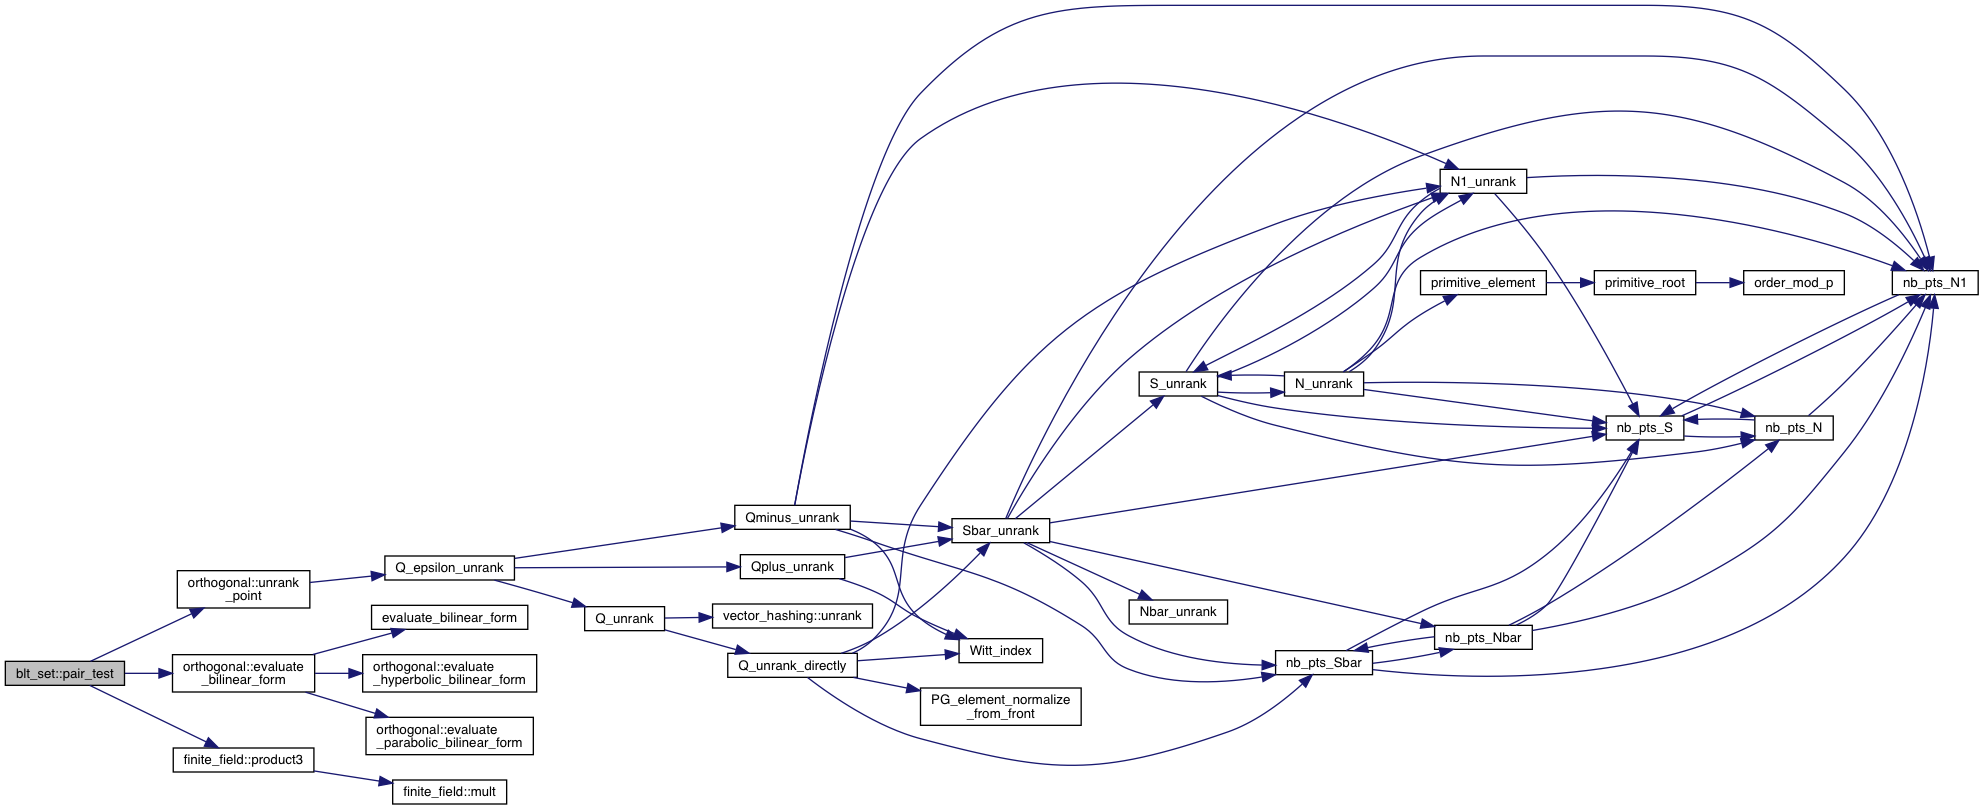 blt_set::pair_test
orthogonal::unrank
_point
orthogonal::evaluate
_bilinear_form
finite_field::product3
Q_epsilon_unrank
evaluate_bilinear_form
orthogonal::evaluate
_hyperbolic_bilinear_form
orthogonal::evaluate
_parabolic_bilinear_form
finite_field::mult
Q_unrank
Qminus_unrank
Qplus_unrank
vector_hashing::unrank
Q_unrank_directly
Sbar_unrank
Witt_index
PG_element_normalize
_from_front
S_unrank
Nbar_unrank
N_unrank
nb_pts_Sbar
N1_unrank
primitive_element
nb_pts_Nbar
primitive_root
nb_pts_S
order_mod_p
nb_pts_N
nb_pts_N1